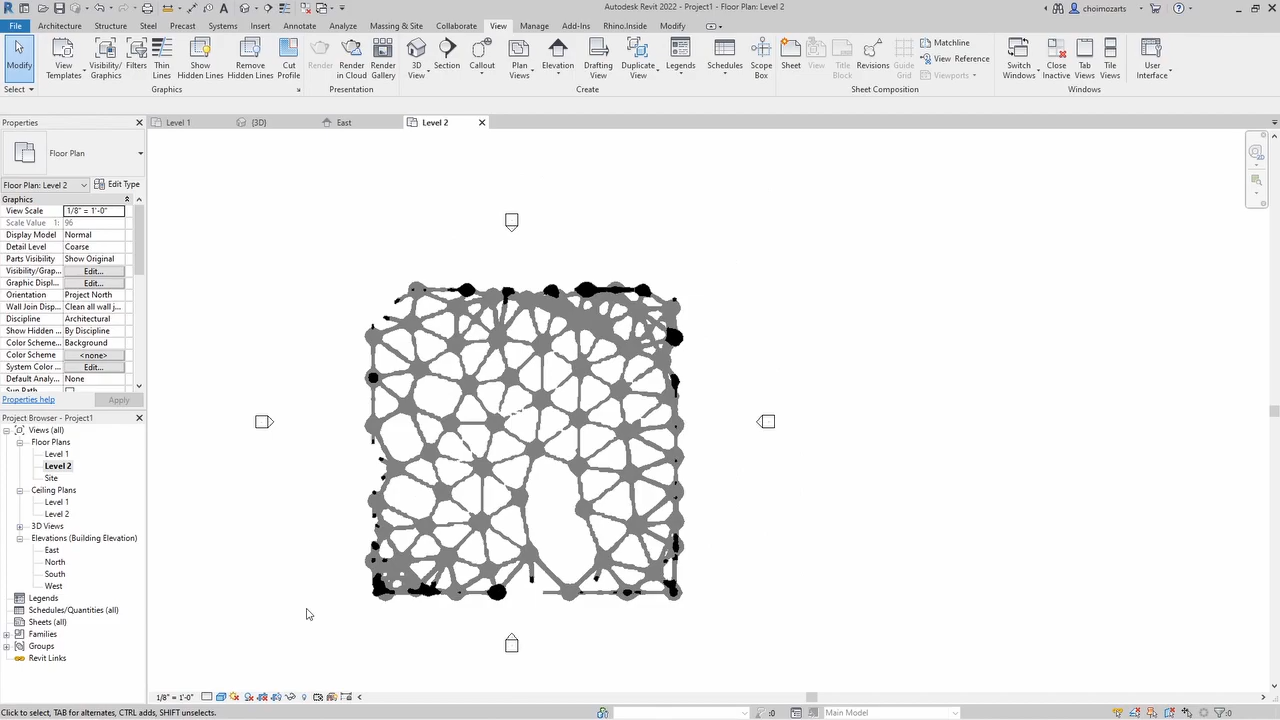 Autodesk Revit 2022 - Project1 - Floor Plan: Level 2
choimozarts
File Architecture Structure Steel Precast Systems Insert Annotate Analyze Massing & Site Collaborate View Manage Add-Ins Rhino.Inside Modify
Modify
View Templates
Visibility/ Graphics
Filters
Thin Lines
Show Hidden Lines
Remove Hidden Lines
Cut Profile
Render
Render in Cloud
Render Gallery
3D View
Section
Callout
Plan Views
Elevation
Drafting View
Duplicate View
Legends
Schedules
Scope Box
Sheet
View
Title Block
Revisions
Guide Grid
Matchline
View Reference
Viewports
Switch Windows
Close Inactive
Tab Views
Tile Views
User Interface
Select Graphics Presentation Create Sheet Composition Windows
Properties
Level 1 {3D} East Level 2
Floor Plan
Floor Plan: Level 2 Edit Type
Graphics
View Scale 1/8" = 1'-0"
Scale Value 1: 96
Display Model Normal
Detail Level Coarse
Parts Visibility Show Original
Visibility/Grap... Edit...
Graphic Displ... Edit...
Orientation Project North
Wall Join Disp... Clean all wall j...
Discipline Architectural
Show Hidden ... By Discipline
Color Scheme... Background
Color Scheme <none>
System Color ... Edit...
Default Analy... None
Sun Path
Properties help Apply
Project Browser - Project1
Views (all)
Floor Plans
Level 1
Level 2
Site
Ceiling Plans
Level 1
Level 2
3D Views
Elevations (Building Elevation)
East
North
South
West
Legends
Schedules/Quantities (all)
Sheets (all)
Families
Groups
Revit Links
1/8" = 1'-0"
Click to select, TAB for alternates, CTRL adds, SHIFT unselects. :0 Main Model :0